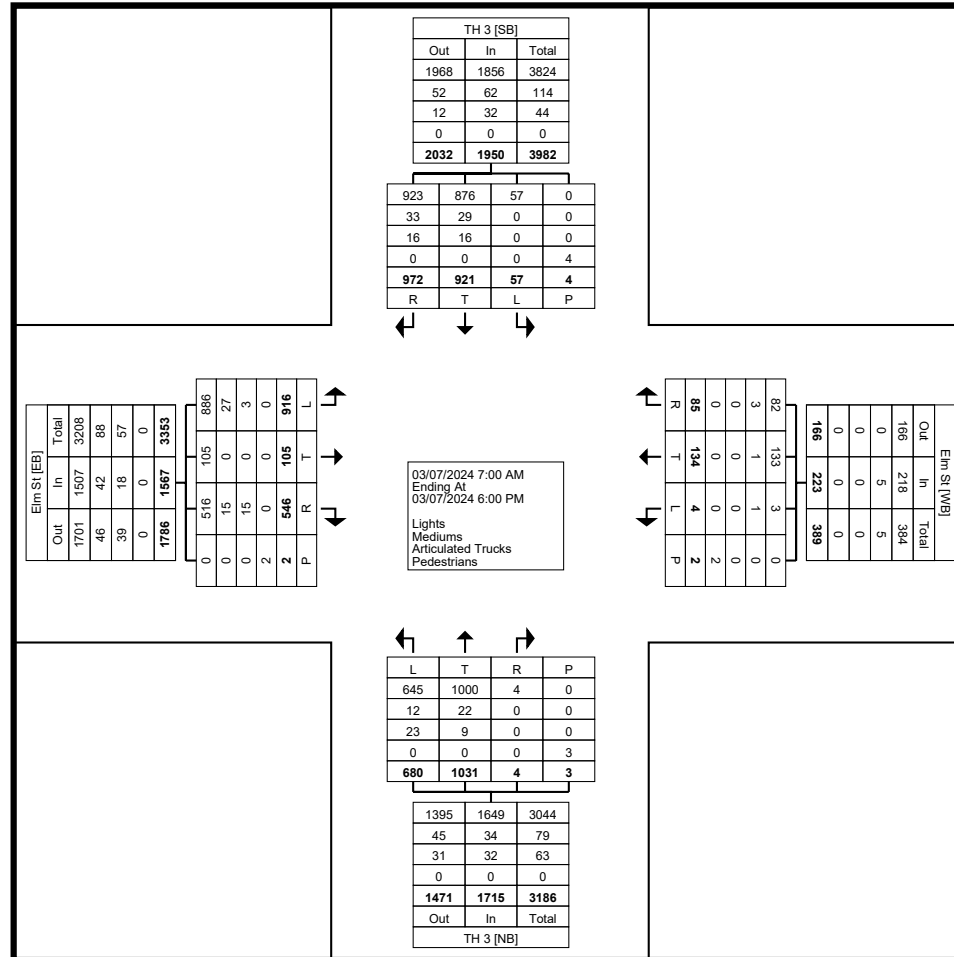 TH 3 [SB]
Out In Total
1968 1856 3824
52 62 114
12 32 44
0 0 0
2032 1950 3982
923 876 57 0
33 29 0 0
16 16 0 0
0 0 0 4
972 921 57 4
R T L P
Elm St [EB]
Total In Out
3208 1507 1701
88 42 46
57 18 39
0 0 0
3353 1567 1786
886 105 516 0
27 0 15 0
3 0 15 0
0 0 0 2
916 105 546 2
L T R P
03/07/2024 7:00 AM
Ending At
03/07/2024 6:00 PM
Lights
Mediums
Articulated Trucks
Pedestrians
R T L P
85 134 4 2
0 0 0 2
0 0 0 0
3 1 1 0
82 133 3 0
Elm St [WB]
Out In Total
166 218 384
0 5 5
0 0 0
0 0 0
166 223 389
L T R P
645 1000 4 0
12 22 0 0
23 9 0 0
0 0 0 3
680 1031 4 3
1395 1649 3044
45 34 79
31 32 63
0 0 0
1471 1715 3186
Out In Total
TH 3 [NB]